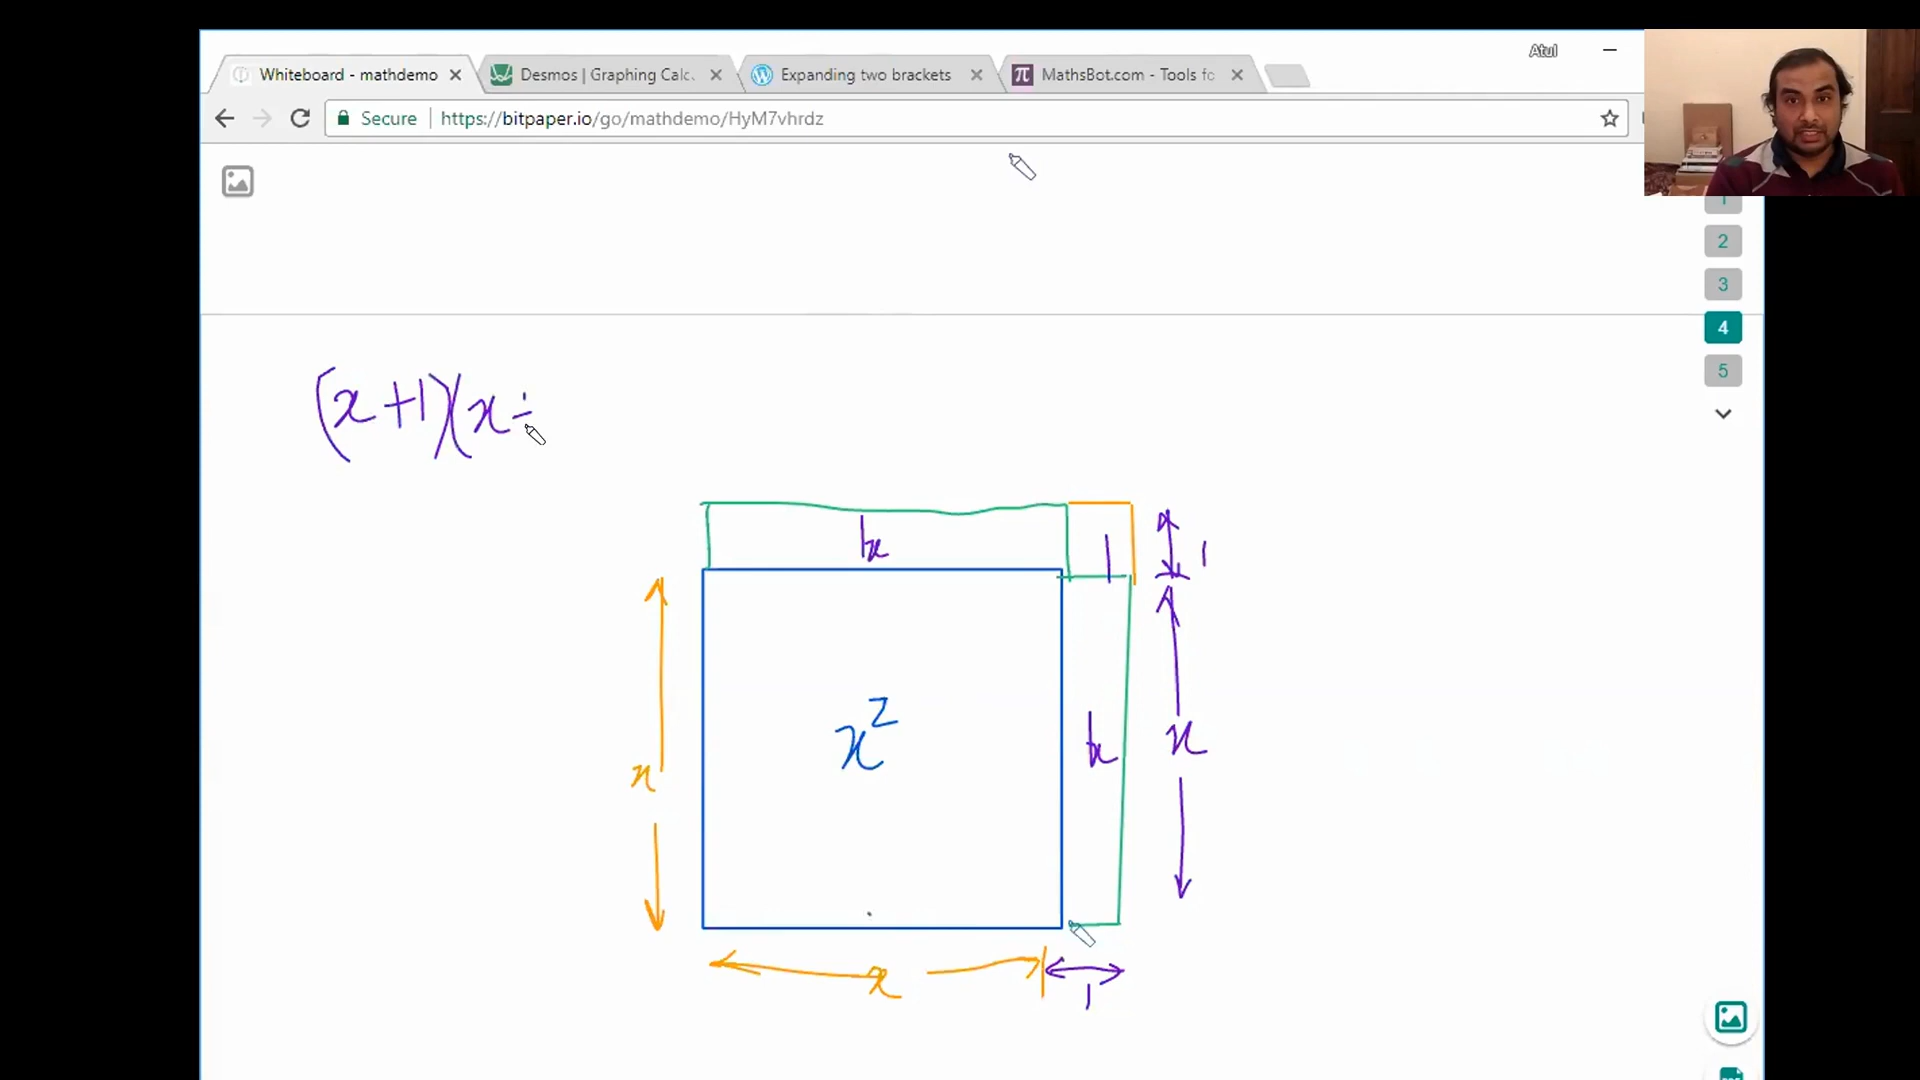 Atul
Whiteboard - mathdemo
Desmos | Graphing Calc
Expanding two brackets
MathsBot.com - Tools fo
Secure
https://bitpaper.io/go/mathdemo/HyM7vhrdz
1
2
3
4
5
(x+1)(x
1x
1
1
x²
1x
x
x
x
1